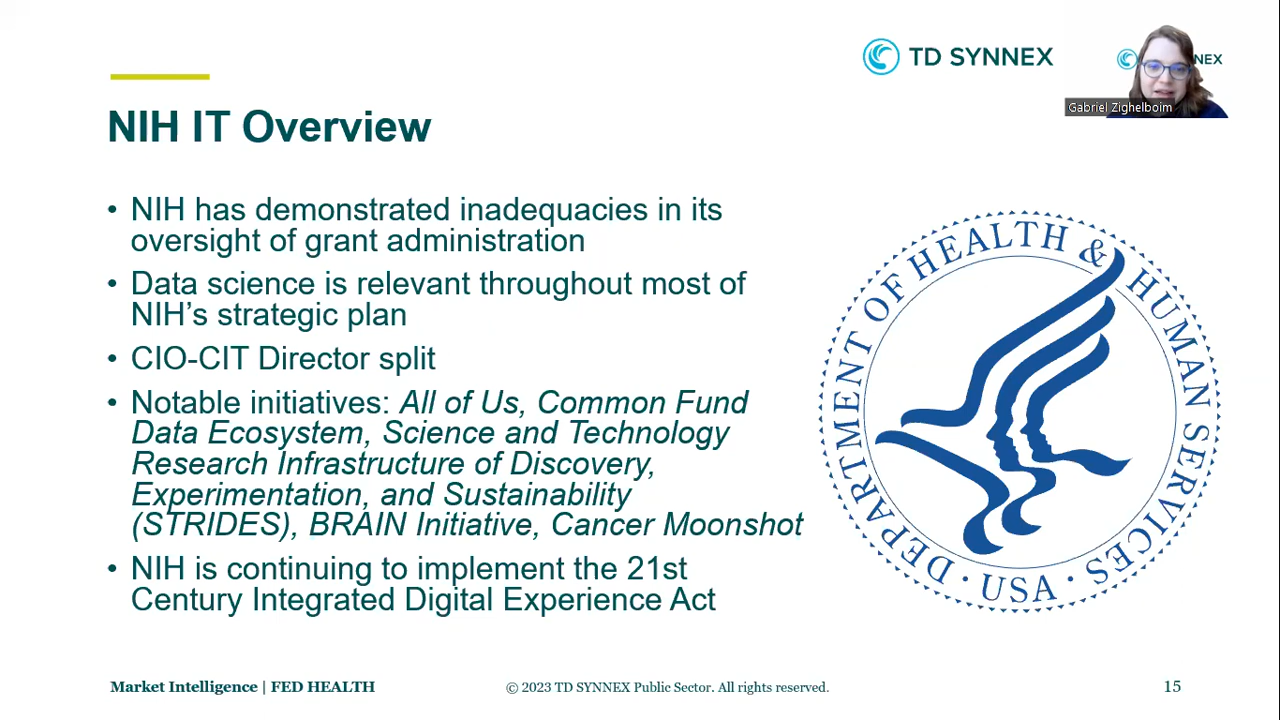 TD SYNNEX
NEX
Gabriel Zighelboim
NIH IT Overview
• NIH has demonstrated inadequacies in its
oversight of grant administration
• Data science is relevant throughout most of
NIH’s strategic plan
• CIO-CIT Director split
• Notable initiatives: All of Us, Common Fund
Data Ecosystem, Science and Technology
Research Infrastructure of Discovery,
Experimentation, and Sustainability
(STRIDES), BRAIN Initiative, Cancer Moonshot
• NIH is continuing to implement the 21st
Century Integrated Digital Experience Act
DEPARTMENT OF HEALTH & HUMAN SERVICES · USA ·
Market Intelligence | FED HEALTH
© 2023 TD SYNNEX Public Sector. All rights reserved.
15